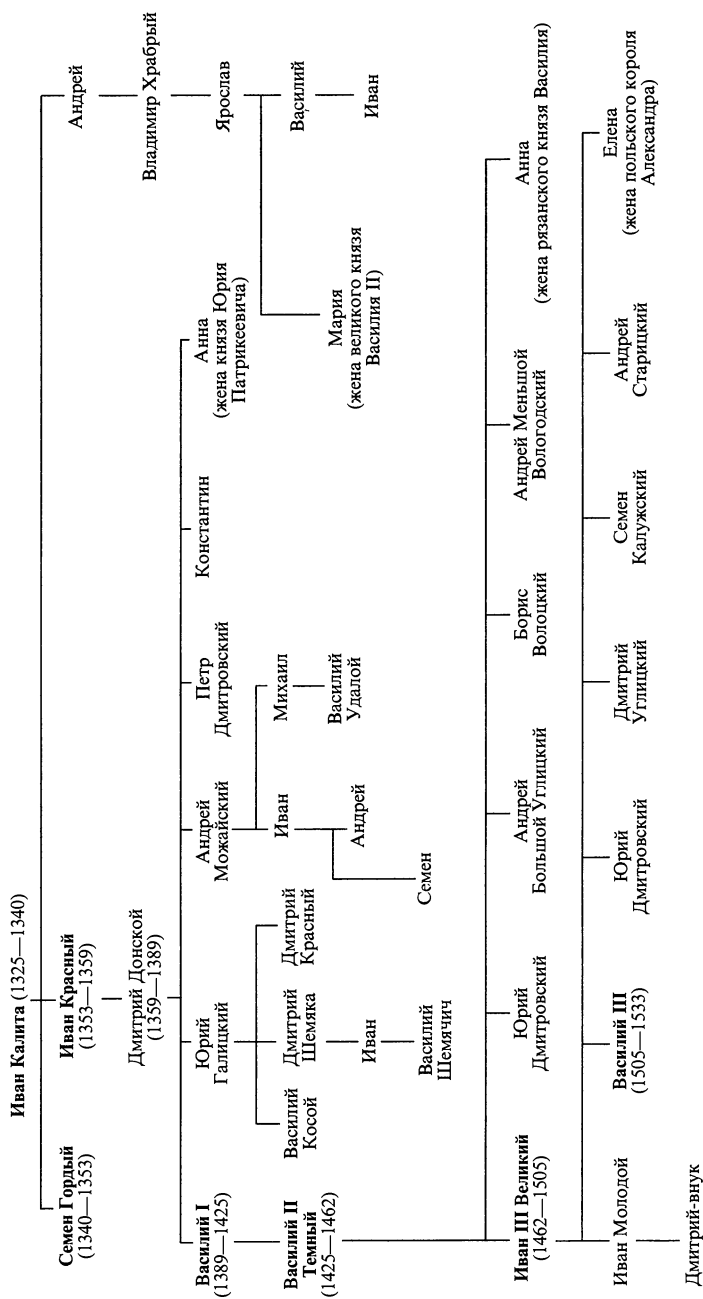 Иван Калита (1325—1340)
Семен Гордый
(1340—1353)
Иван Красный
(1353—1359)
Андрей
Дмитрий Донской
(1359—1389)
Владимир Храбрый
Василий I
(1389—1425)
Юрий
Галицкий
Андрей
Можайский
Петр
Дмитровский
Константин
Анна
(жена князя Юрия
Патрикеевича)
Ярослав
Василий II
Темный
(1425—1462)
Василий
Косой
Дмитрий
Шемяка
Дмитрий
Красный
Иван
Михаил
Мария
(жена великого князя
Василия II)
Василий
Иван
Андрей
Василий
Удалой
Иван
Василий
Шемячич
Семен
Иван III Великий
(1462—1505)
Юрий
Дмитровский
Андрей
Большой Углицкий
Борис
Волоцкий
Андрей Меньшой
Вологодский
Анна
(жена рязанского князя Василия)
Иван Молодой
Василий III
(1505—1533)
Юрий
Дмитровский
Дмитрий
Углицкий
Семен
Калужский
Андрей
Старицкий
Елена
(жена польского короля
Александра)
Дмитрий-внук